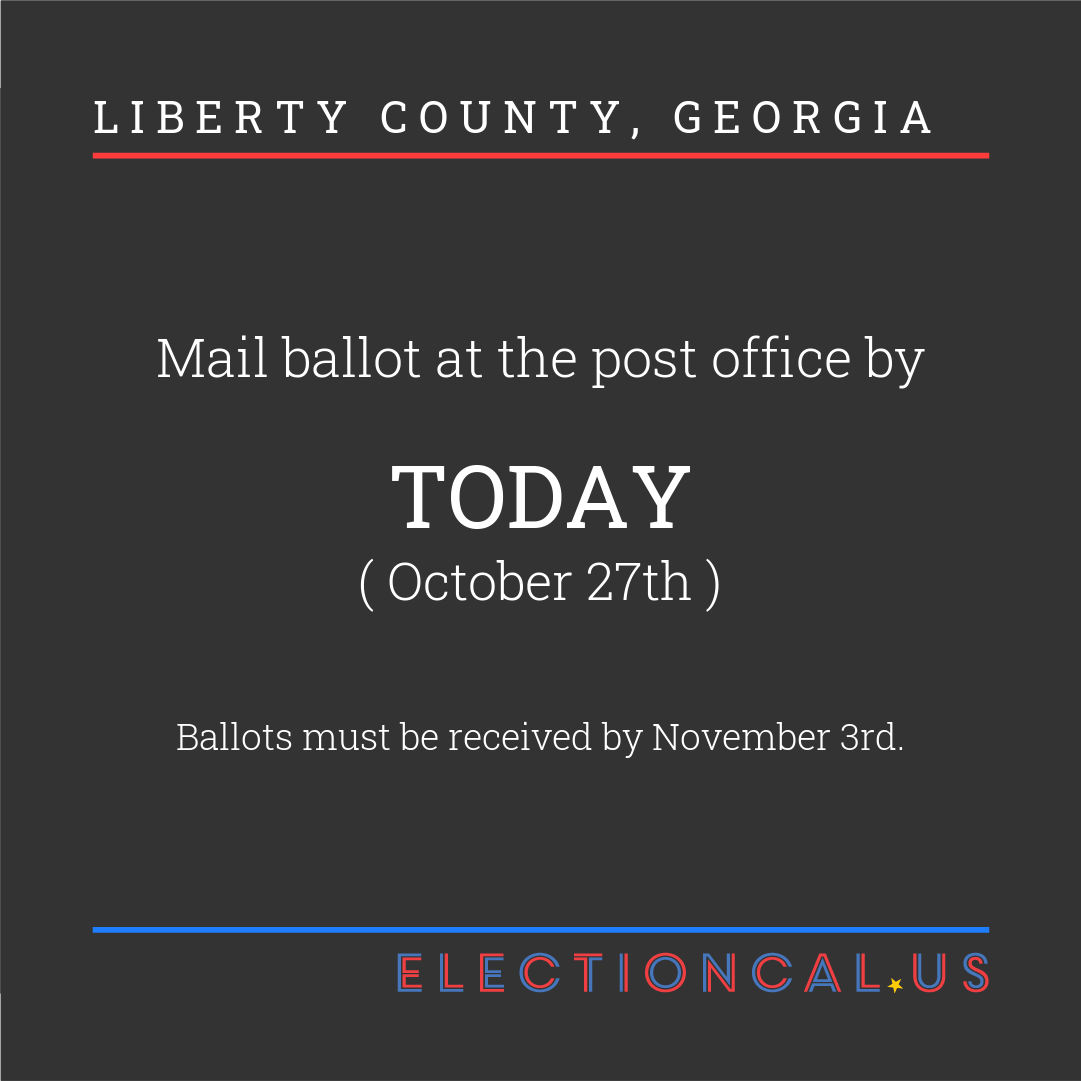 LIBERTY COUNTY, GEORGIA
Mail ballot at the post office by
TODAY
( October 27th )
Ballots must be received by November 3rd.
ELECTIONCAL.US